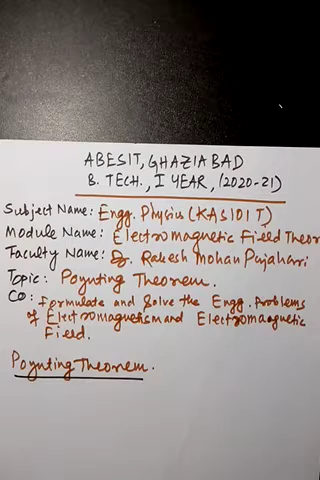 ABESIT, GHAZIABAD
B. TECH., I YEAR, (2020-21)
Subject Name: Engg. Physics (KAS101T)
Module Name: Electromagnetic Field Theor
Faculty Name: Dr. Rakesh Mohan Pujahari
Topic: Poynting Theorem.
CO: Formulate and Solve the Engg. Problems
of Electromagnetism and Electromagnetic
Field.
Poynting Theorem.